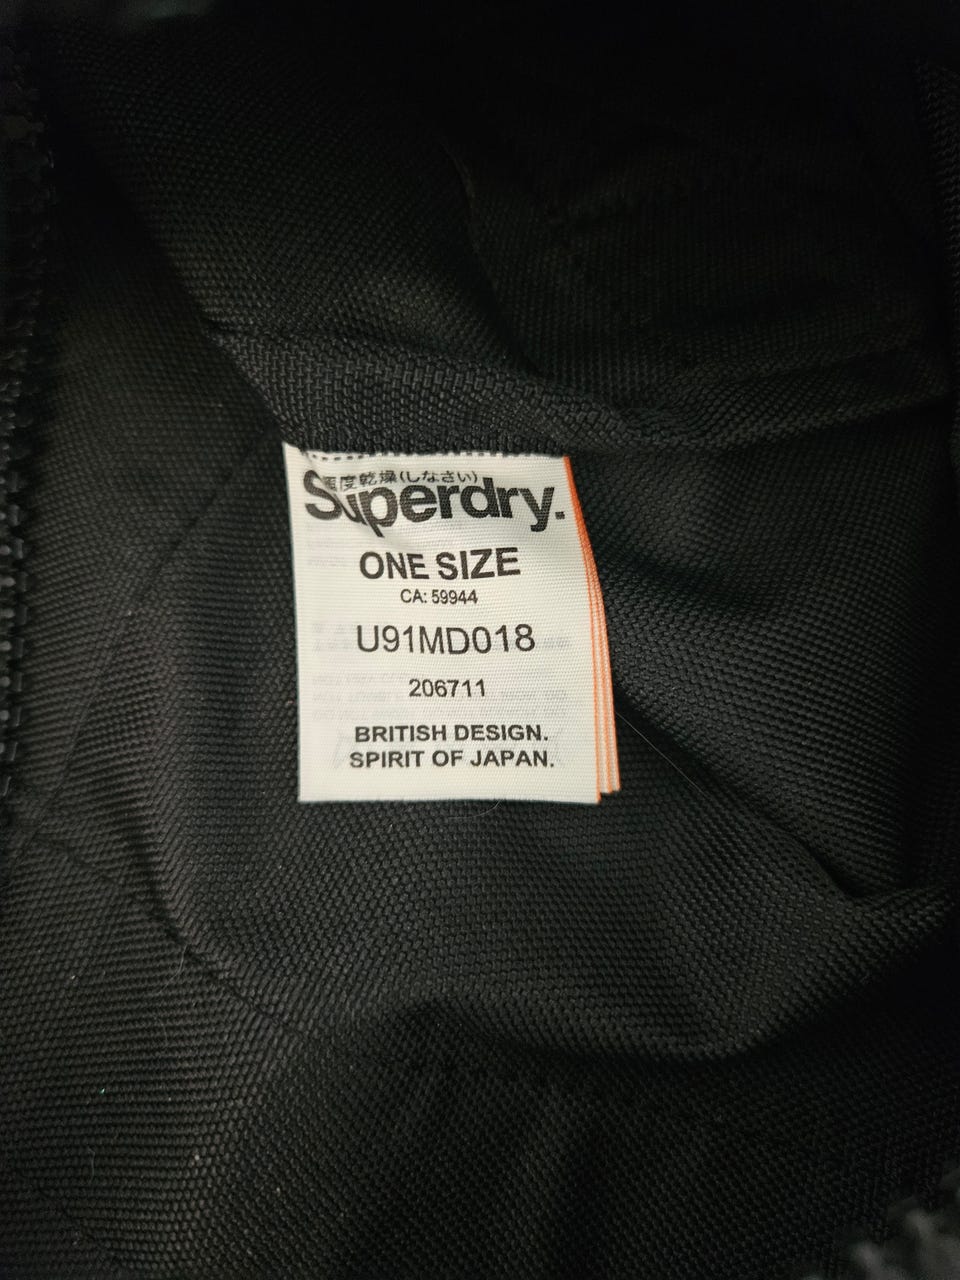 極度乾燥(しなさい)
Superdry.
ONE SIZE
CA: 59944
U91MD018
206711
BRITISH DESIGN.
SPIRIT OF JAPAN.